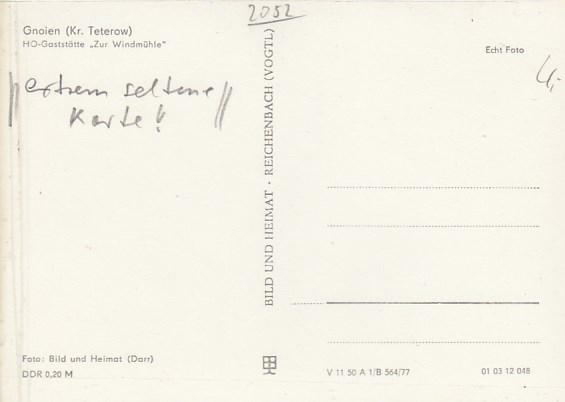 2052
Gnoien (Kr. Teterow)
HO-Gaststätte „Zur Windmühle"
Echt Foto
4,-
extrem seltene
Karte!
BILD UND HEIMAT · REICHENBACH (VOGTL)
Foto: Bild und Heimat (Darr)
DDR 0,20 M
V 11 50 A 1/B 564/77
01 03 12 048